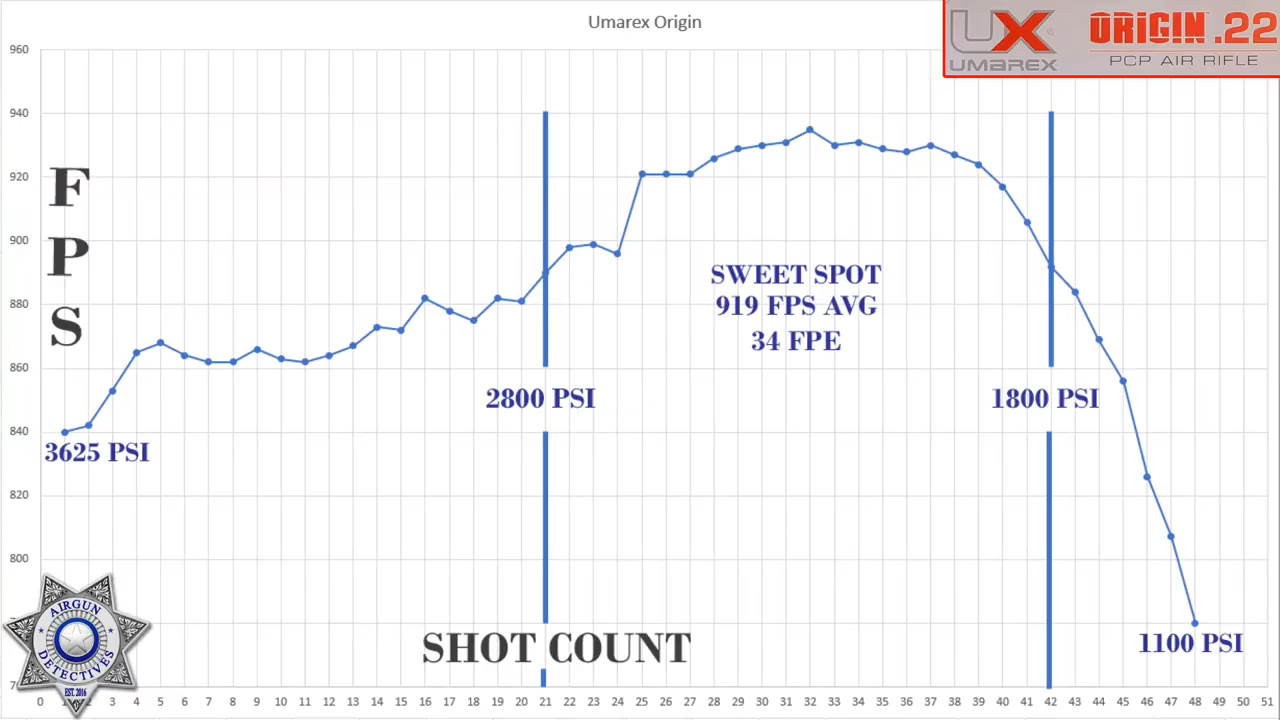 Umarex Origin
UX ORIGIN .22
UMAREX PCP AIR RIFLE
960
940
920
900
880
860
840
820
800
F
P
S
SWEET SPOT
919 FPS AVG
34 FPE
2800 PSI
1800 PSI
3625 PSI
1100 PSI
SHOT COUNT
AIRGUN
DETECTIVES
EST. 2016
0 3 4 5 6 7 8 9 10 11 12 13 14 15 16 17 18 19 20 21 22 23 24 25 26 27 28 29 30 31 32 33 34 35 36 37 38 39 40 41 42 43 44 45 46 47 48 49 50 51